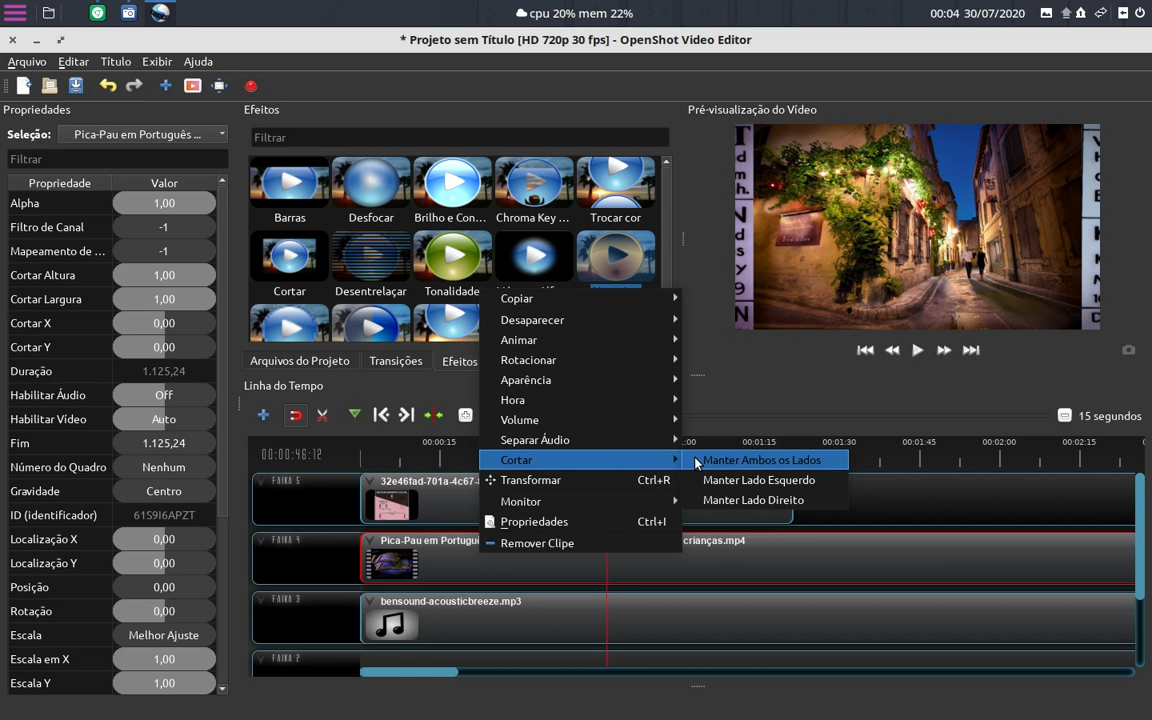 cpu 20% mem 22%
00:04 30/07/2020
* Projeto sem Título [HD 720p 30 fps] - OpenShot Video Editor
Arquivo Editar Título Exibir Ajuda
Propriedades
Seleção: Pica-Pau em Português ...
Filtrar
Propriedade Valor
Alpha 1,00
Filtro de Canal -1
Mapeamento de ... -1
Cortar Altura 1,00
Cortar Largura 1,00
Cortar X 0,00
Cortar Y 0,00
Duração 1.125,24
Habilitar Áudio Off
Habilitar Vídeo Auto
Fim 1.125,24
Número do Quadro Nenhum
Gravidade Centro
ID (identificador) 61S9I6APZT
Localização X 0,00
Localização Y 0,00
Posição 0,00
Rotação 0,00
Escala Melhor Ajuste
Escala em X 1,00
Escala Y 1,00
Efeitos
Filtrar
Barras Desfocar Brilho e Con... Chroma Key ... Trocar cor
Cortar Desentrelaçar Tonalidade
Arquivos do Projeto Transições Efeitos
Pré-visualização do Vídeo
Linha do Tempo
15 segundos
00:00:46:12
00:00:15 :00 00:01:15 00:01:30 00:01:45 00:02:00 00:02:15
FAIXA 5
32e46fad-701a-4c67-
FAIXA 4
Pica-Pau em Portugu crianças.mp4
FAIXA 3
bensound-acousticbreeze.mp3
FAIXA 2
Copiar
Desaparecer
Animar
Rotacionar
Aparência
Hora
Volume
Separar Áudio
Cortar
Transformar Ctrl+R
Monitor
Propriedades Ctrl+I
Remover Clipe
Manter Ambos os Lados
Manter Lado Esquerdo
Manter Lado Direito